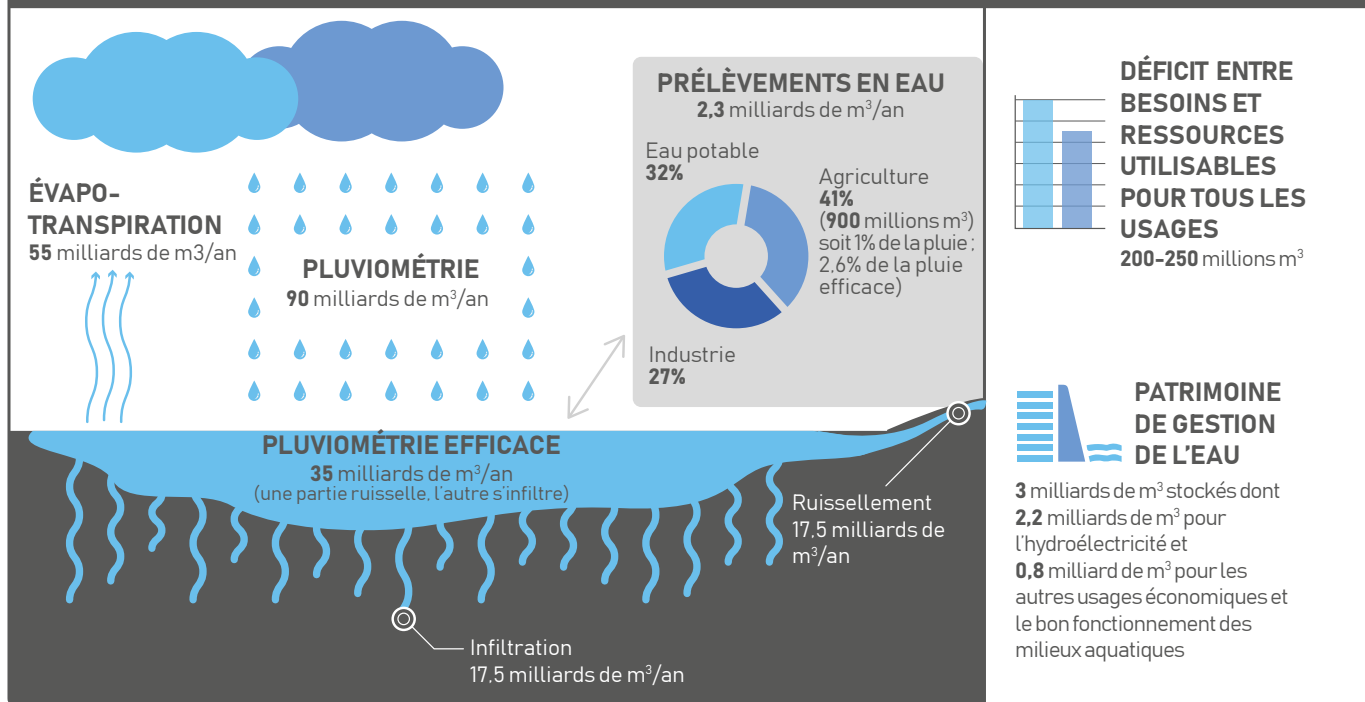 ÉVAPO-
TRANSPIRATION
55 milliards de m3/an
PLUVIOMÉTRIE
90 milliards de m³/an
PRÉLÈVEMENTS EN EAU
2,3 milliards de m³/an
Eau potable
32%
Agriculture
41%
(900 millions m³)
soit 1% de la pluie ;
2,6% de la pluie
efficace)
Industrie
27%
PLUVIOMÉTRIE EFFICACE
35 milliards de m³/an
(une partie ruisselle, l'autre s'infiltre)
Ruissellement
17,5 milliards de
m³/an
Infiltration
17,5 milliards de m³/an
DÉFICIT ENTRE
BESOINS ET
RESSOURCES
UTILISABLES
POUR TOUS LES
USAGES
200-250 millions m³
PATRIMOINE
DE GESTION
DE L'EAU
3 milliards de m³ stockés dont
2,2 milliards de m³ pour
l'hydroélectricité et
0,8 milliard de m³ pour les
autres usages économiques et
le bon fonctionnement des
milieux aquatiques